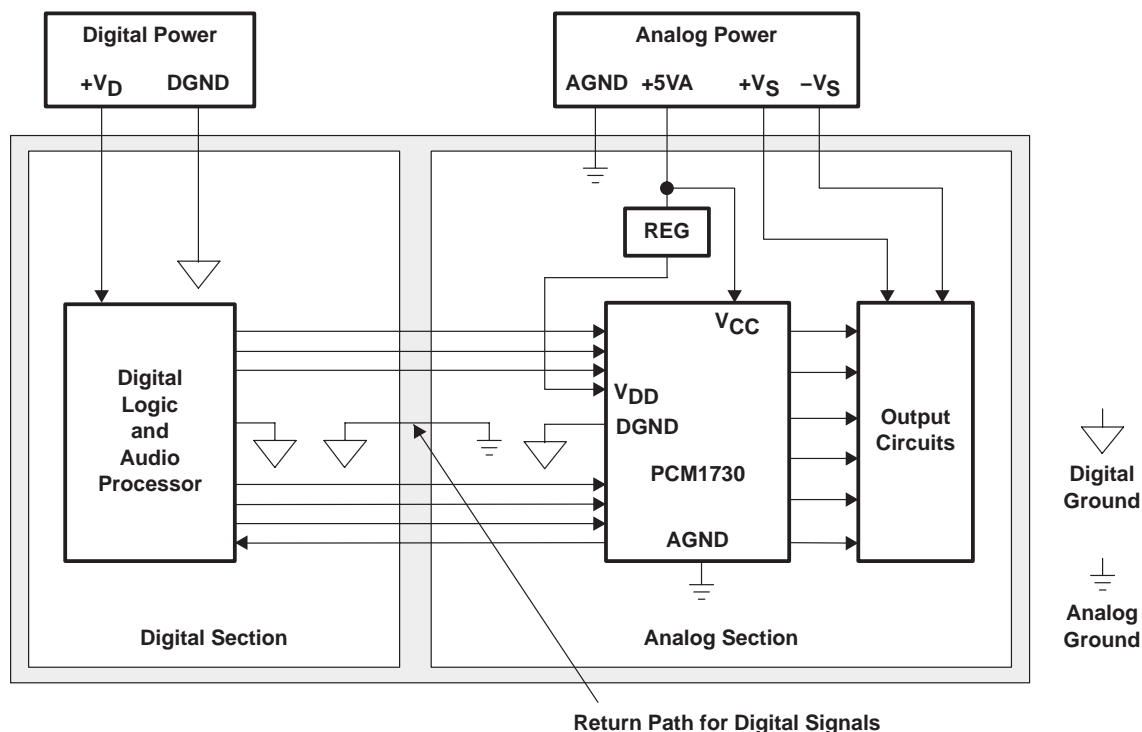 Digital Power
+VD DGND
Analog Power
AGND +5VA +VS –VS
REG
VCC
VDD
DGND
PCM1730
AGND
Digital
Logic
and
Audio
Processor
Output
Circuits
Digital
Ground
Analog
Ground
Digital Section
Analog Section
Return Path for Digital Signals